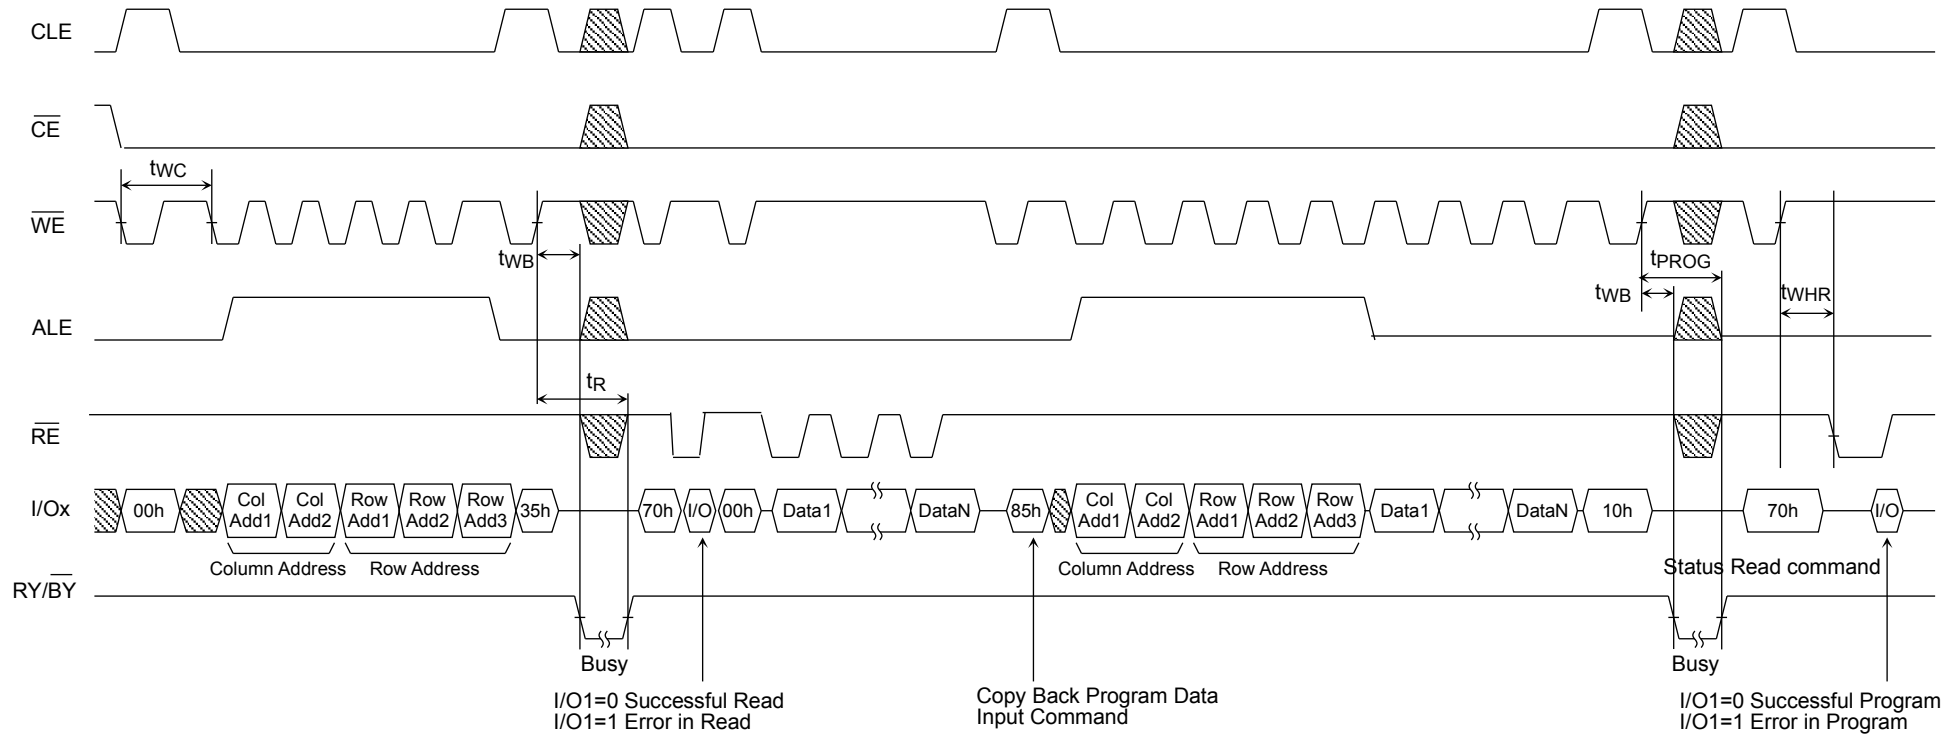 CLE
C̅E̅
tWC
W̅E̅
tWB
tPROG
tWB
tWHR
ALE
tR
R̅E̅
I/Ox
00h
Col Add1
Col Add2
Row Add1
Row Add2
Row Add3
35h
70h
I/O
00h
Data1
DataN
85h
Col Add1
Col Add2
Row Add1
Row Add2
Row Add3
Data1
DataN
10h
70h
I/O
Column Address
Row Address
Column Address
Row Address
Status Read command
RY/B̅Y̅
Busy
Busy
I/O1=0 Successful Read
I/O1=1 Error in Read
Copy Back Program Data
Input Command
I/O1=0 Successful Program
I/O1=1 Error in Program